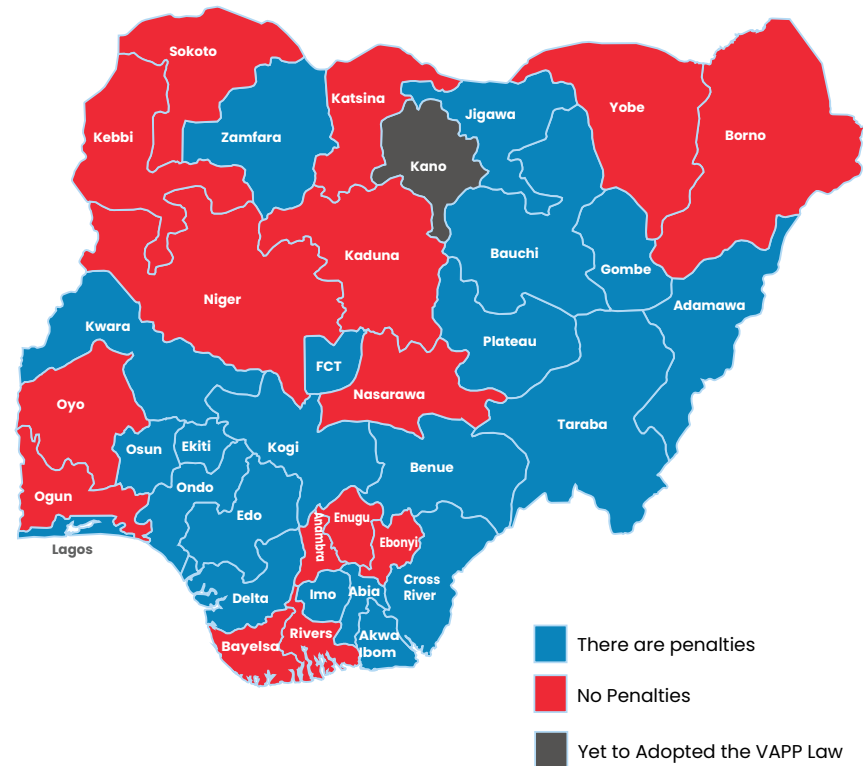 Sokoto
Katsina
Yobe
Jigawa
Borno
Kebbi
Zamfara
Kano
Kaduna
Bauchi
Gombe
Niger
Adamawa
Kwara
Plateau
FCT
Nasarawa
Oyo
Taraba
Osun
Ekiti
Kogi
Benue
Ondo
Ogun
Edo
Anambra
Enugu
Ebonyi
Lagos
Cross
River
Delta
Imo
Abia
Rivers
Bayelsa
Akwa
Ibom
There are penalties
No Penalties
Yet to Adopted the VAPP Law